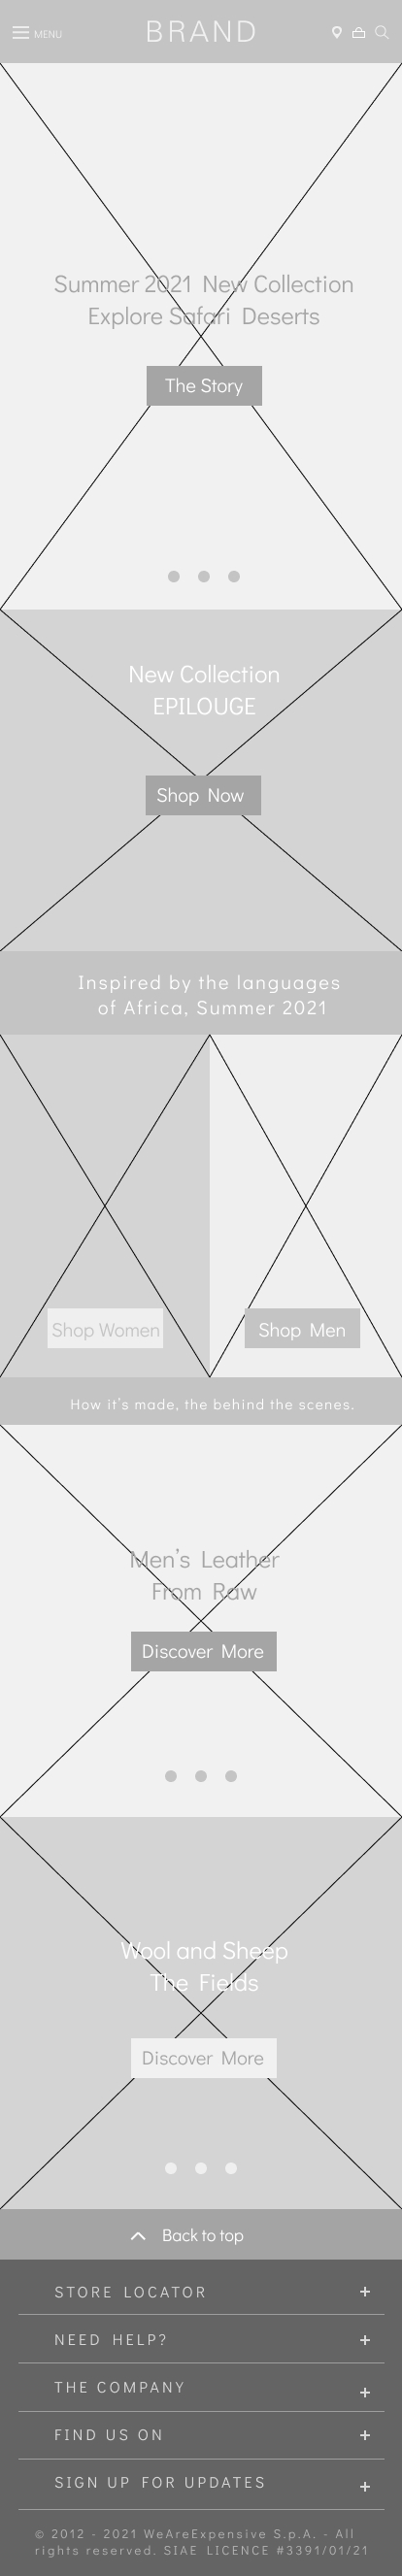 MENU
BRAND
Summer 2021 New Collection
Explore Safari Deserts
The Story
New Collection
EPILOUGE
Shop Now
Inspired by the languages
of Africa, Summer 2021
Shop Women
Shop Men
How it's made, the behind the scenes.
Men's Leather
From Raw
Discover More
Wool and Sheep
The Fields
Discover More
Back to top
STORE LOCATOR
NEED HELP?
THE COMPANY
FIND US ON
SIGN UP FOR UPDATES
© 2012 - 2021 WeAreExpensive S.p.A. - All
rights reserved. SIAE LICENCE #3391/01/21